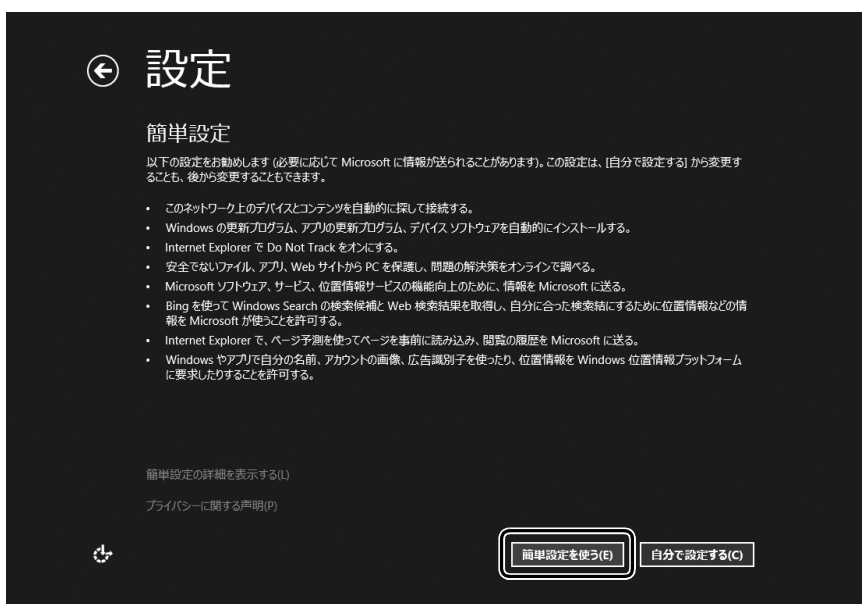 設定
簡単設定
以下の設定をお勧めします (必要に応じて Microsoft に情報が送られることがあります)。この設定は、[自分で設定する] から変更す
ることも、後から変更することもできます。
• このネットワーク上のデバイスとコンテンツを自動的に探して接続する。
• Windows の更新プログラム、アプリの更新プログラム、デバイス ソフトウェアを自動的にインストールする。
• Internet Explorer で Do Not Track をオンにする。
• 安全でないファイル、アプリ、Web サイトから PC を保護し、問題の解決策をオンラインで調べる。
• Microsoft ソフトウェア、サービス、位置情報サービスの機能向上のために、情報を Microsoft に送る。
• Bing を使って Windows Search の検索候補と Web 検索結果を取得し、自分に合った検索結にするために位置情報などの情
報を Microsoft が使うことを許可する。
• Internet Explorer で、ページ予測を使ってページを事前に読み込み、閲覧の履歴を Microsoft に送る。
• Windows やアプリで自分の名前、アカウントの画像、広告識別子を使ったり、位置情報を Windows 位置情報プラットフォーム
に要求したりすることを許可する。
簡単設定の詳細を表示する(L)
プライバシーに関する声明(P)
簡単設定を使う(E)
自分で設定する(C)